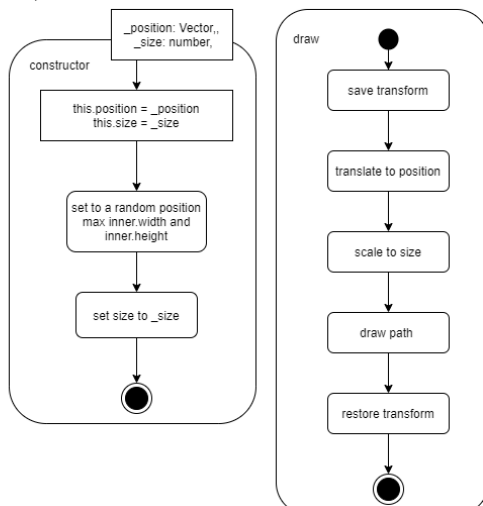 _position: Vector,,
_size: number,
constructor
this.position = _position
this.size = _size
set to a random position
max inner.width and
inner.height
set size to _size
draw
save transform
translate to position
scale to size
draw path
restore transform